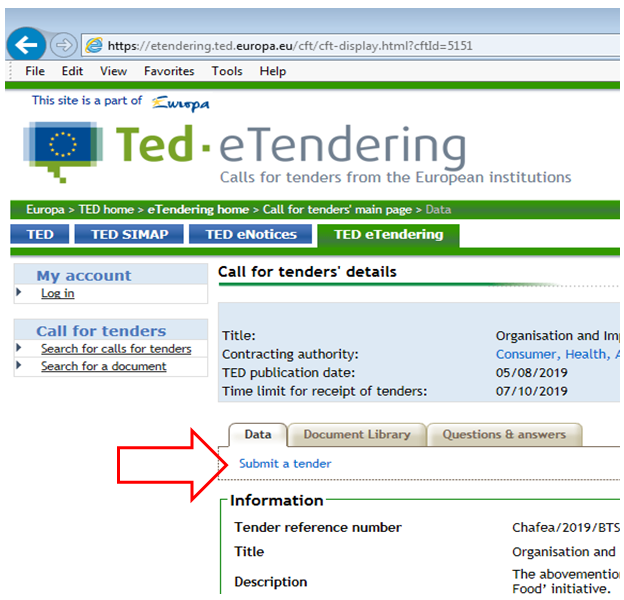 https://etendering.ted.europa.eu/cft/cft-display.html?cftId=5151
File Edit View Favorites Tools Help
This site is a part of Europa
Ted·eTendering
Calls for tenders from the European institutions
Europa > TED home > eTendering home > Call for tenders' main page > Data
TED TED SIMAP TED eNotices TED eTendering
My account
Log in
Call for tenders
Search for calls for tenders
Search for a document
Call for tenders' details
Title: Organisation and
Contracting authority: Consumer, Health,
TED publication date: 05/08/2019
Time limit for receipt of tenders: 07/10/2019
Data Document Library Questions & answers
Submit a tender
Information
Tender reference number Chafea/2019/BTS
Title Organisation and
Description The
Food' initiative.